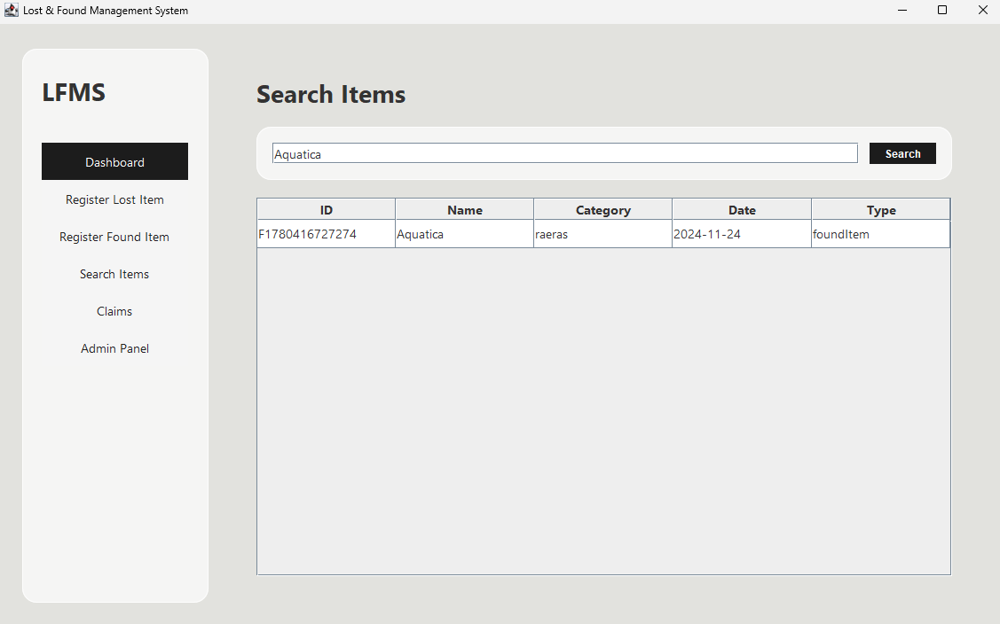 Lost & Found Management System
LFMS
Dashboard
Register Lost Item
Register Found Item
Search Items
Claims
Admin Panel
Search Items
Aquatica
Search
ID Name Category Date Type
F1780416727274 Aquatica raeras 2024-11-24 foundItem